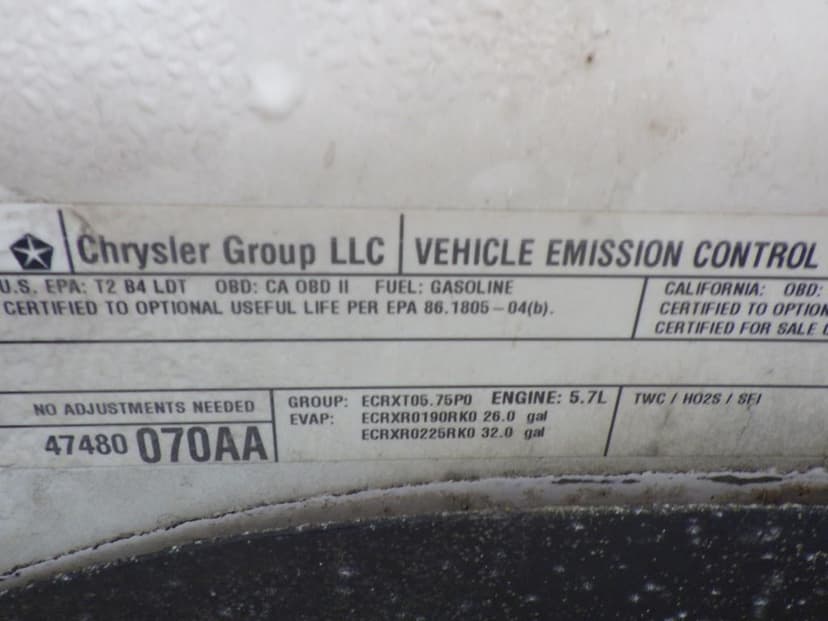 Chrysler Group LLC VEHICLE EMISSION CONTROL
U.S. EPA: T2 B4 LDT OBD: CA OBD II FUEL: GASOLINE
CERTIFIED TO OPTIONAL USEFUL LIFE PER EPA 86.1805-04(b).
CALIFORNIA: OBD:
CERTIFIED TO OPTION
CERTIFIED FOR SALE
NO ADJUSTMENTS NEEDED
47480 070AA
GROUP: ECRXT05.75P0 ENGINE: 5.7L
EVAP: ECRXR0190RK0 26.0 gal
ECRXR0225RK0 32.0 gal
TWC / HO2S / SFI